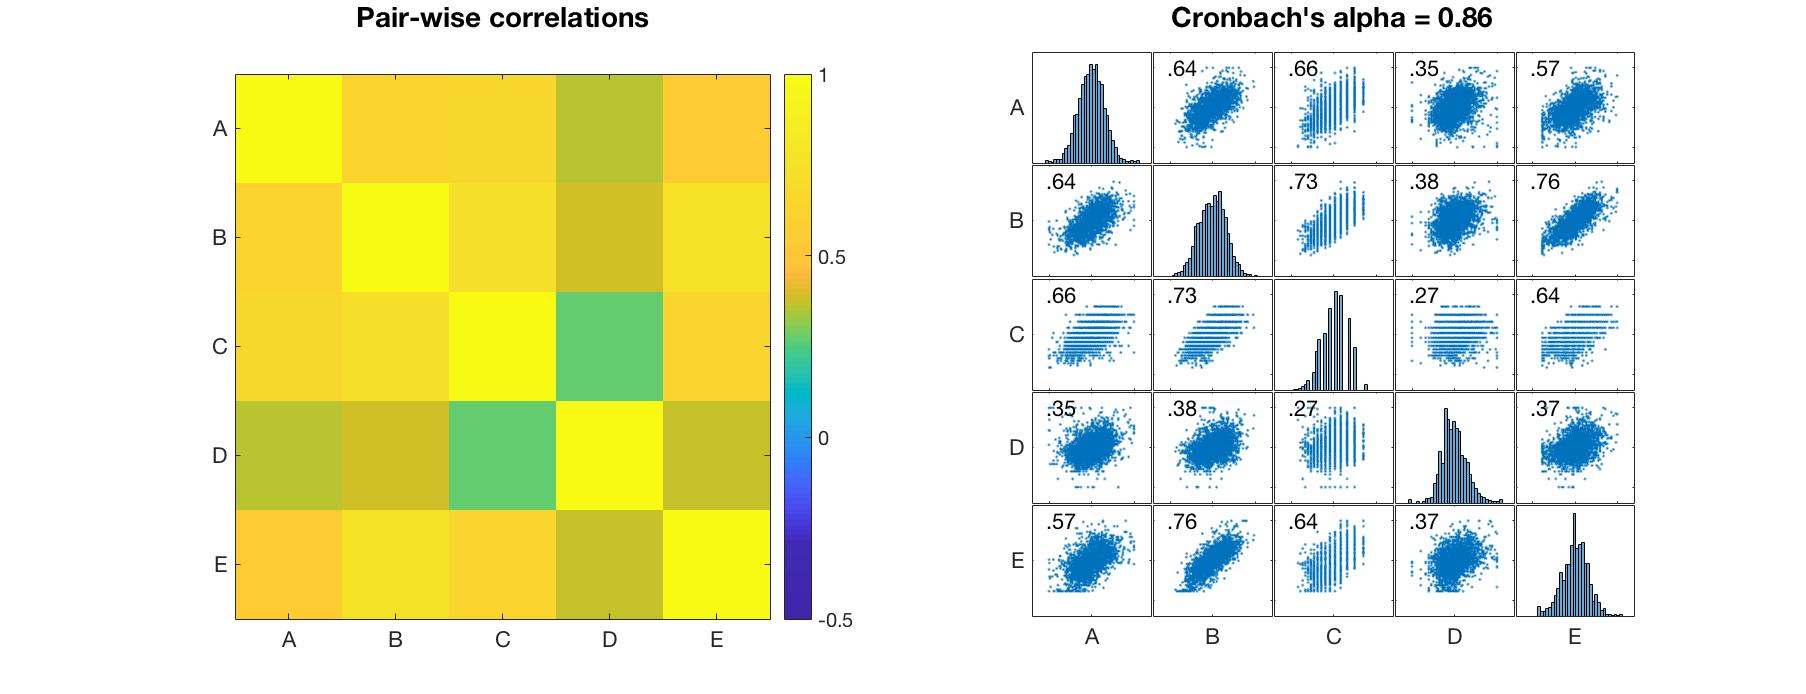 Pair-wise correlations
A
B
C
D
E
A B C D E
1
0.5
0
-0.5
Cronbach's alpha = 0.86
A .64 .66 .35 .57
B .64 .73 .38 .76
C .66 .73 .27 .64
D .35 .38 .27 .37
E .57 .76 .64 .37
A B C D E